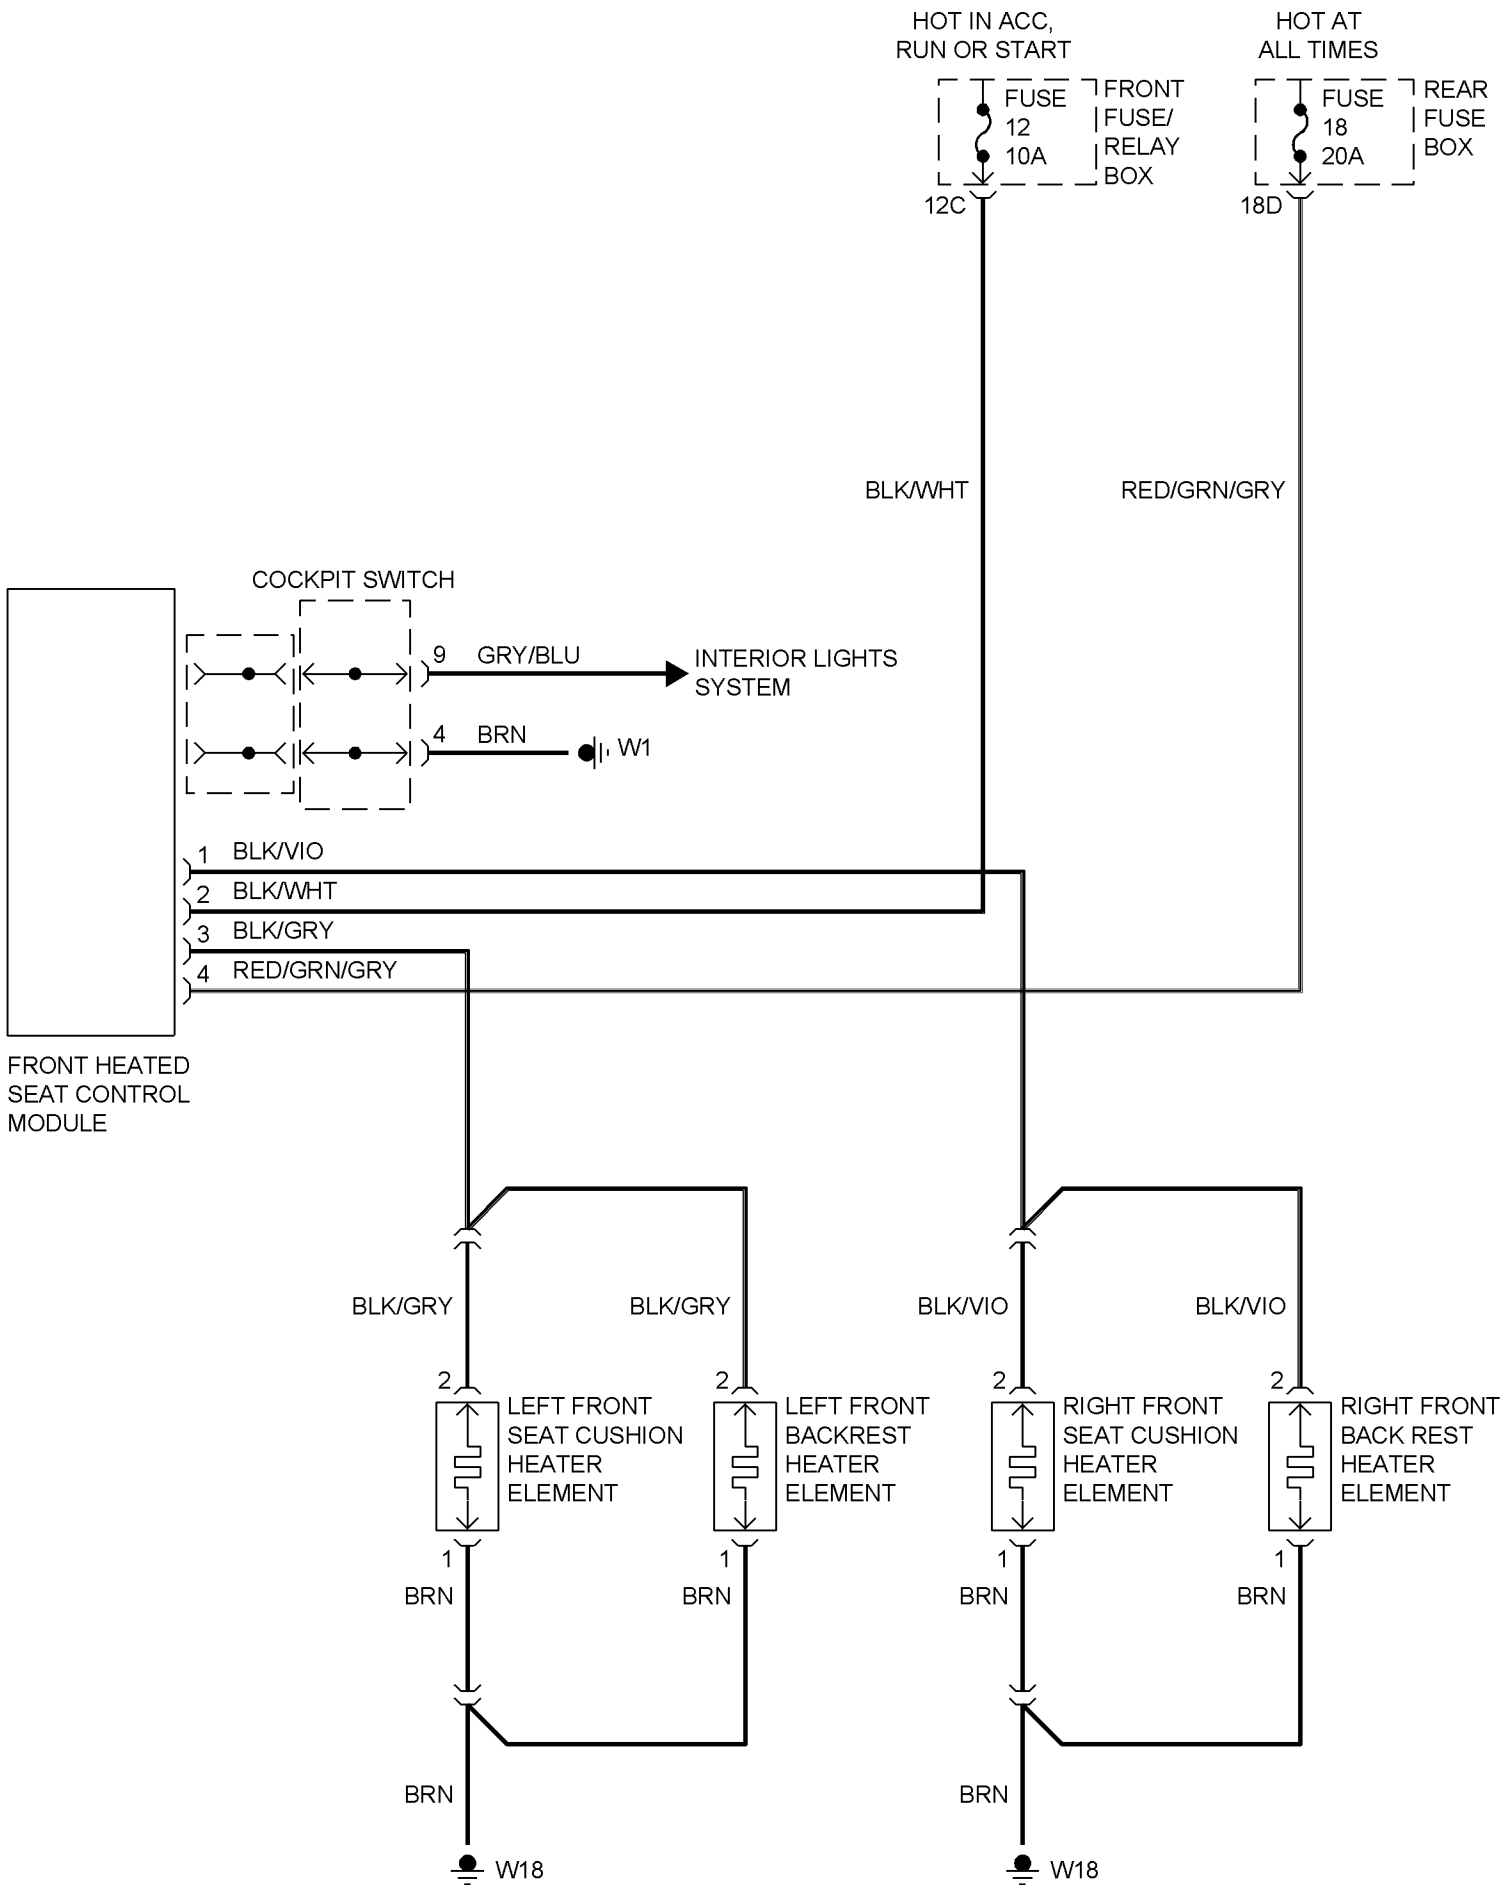 HOT IN ACC,
RUN OR START
HOT AT
ALL TIMES
FUSE
12
10A
FRONT
FUSE/
RELAY
BOX
FUSE
18
20A
REAR
FUSE
BOX
12C
18D
BLK/WHT
RED/GRN/GRY
COCKPIT SWITCH
9 GRY/BLU
INTERIOR LIGHTS
SYSTEM
4 BRN
W1
1 BLK/VIO
2 BLK/WHT
3 BLK/GRY
4 RED/GRN/GRY
FRONT HEATED
SEAT CONTROL
MODULE
BLK/GRY
BLK/GRY
BLK/VIO
BLK/VIO
2
LEFT FRONT
SEAT CUSHION
HEATER
ELEMENT
2
LEFT FRONT
BACKREST
HEATER
ELEMENT
2
RIGHT FRONT
SEAT CUSHION
HEATER
ELEMENT
2
RIGHT FRONT
BACK REST
HEATER
ELEMENT
1
BRN
1
BRN
1
BRN
1
BRN
BRN
BRN
W18
W18